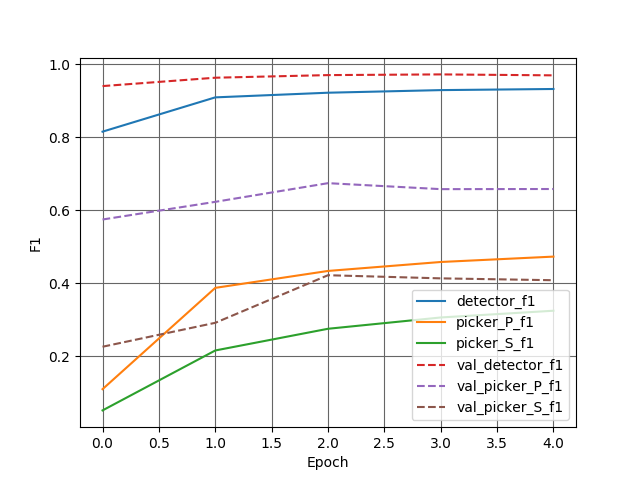 1.0
0.8
0.6
0.4
0.2
F1
0.0 0.5 1.0 1.5 2.0 2.5 3.0 3.5 4.0
Epoch
detector_f1
picker_P_f1
picker_S_f1
val_detector_f1
val_picker_P_f1
val_picker_S_f1